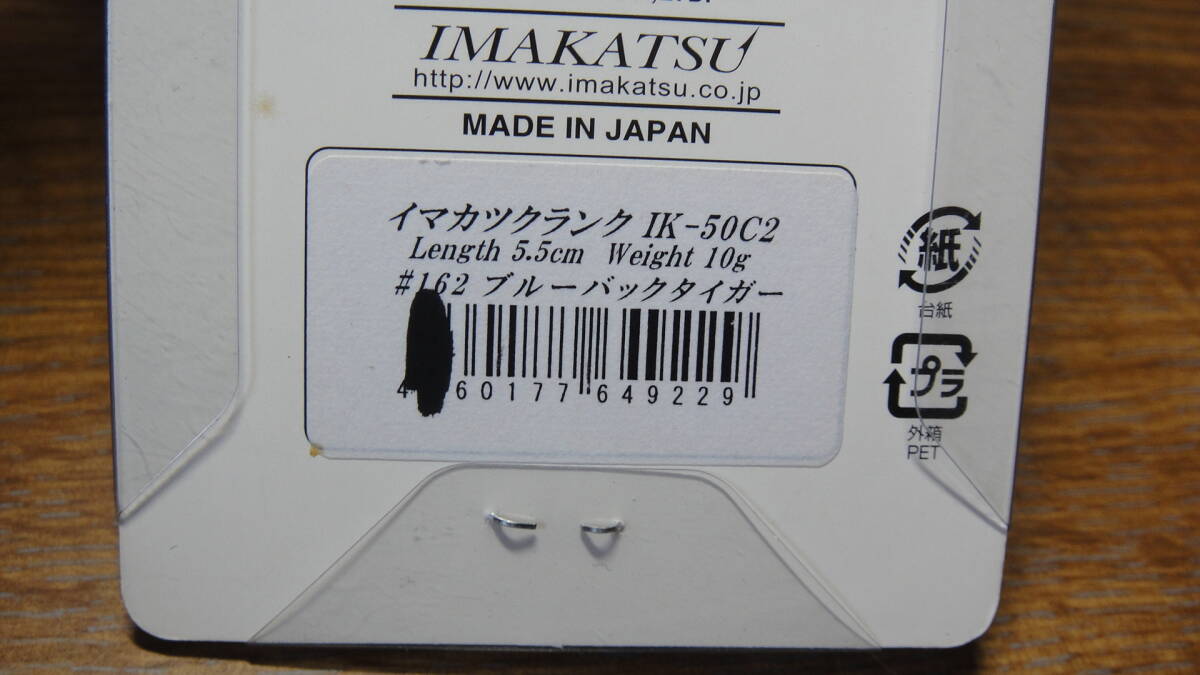 IMAKATSU
http://www.imakatsu.co.jp
MADE IN JAPAN
イマカツクランク IK-50C2
Length 5.5cm Weight 10g
#162 ブルーバックタイガー
4 60177 649229
紙
台紙
プラ
外箱
PET